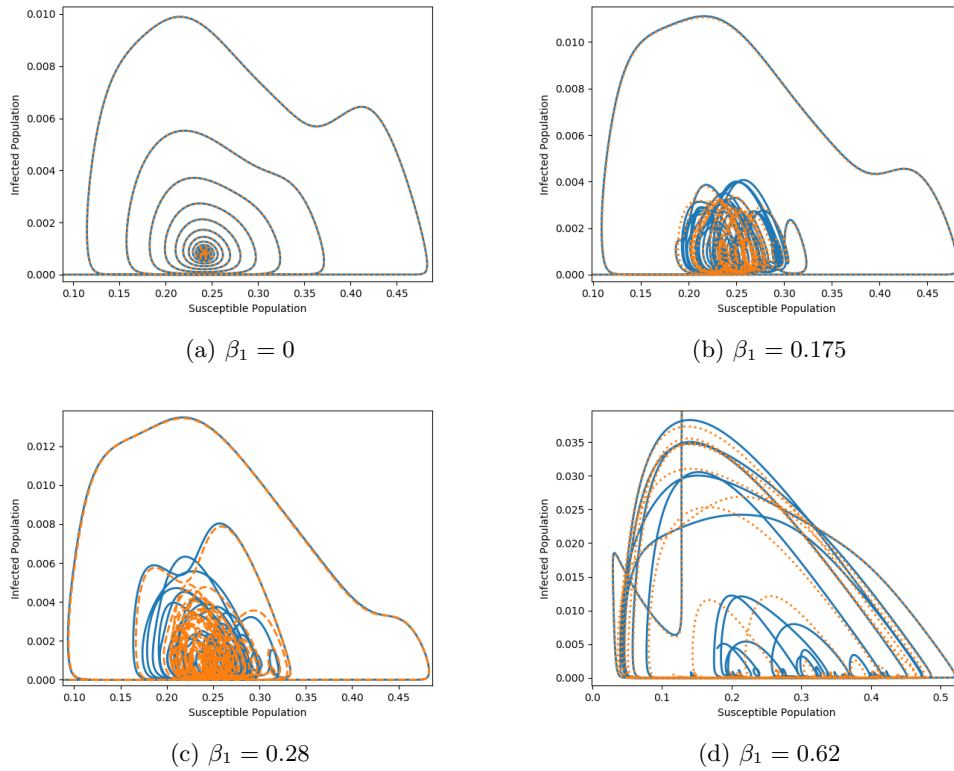 0.010
0.008
0.006
0.004
0.002
0.000
Infected Population
0.10 0.15 0.20 0.25 0.30 0.35 0.40 0.45
Susceptible Population
(a) β₁ = 0
0.010
0.008
0.006
0.004
0.002
0.000
Infected Population
0.10 0.15 0.20 0.25 0.30 0.35 0.40 0.45
Susceptible Population
(b) β₁ = 0.175
0.012
0.010
0.008
0.006
0.004
0.002
0.000
Infected Population
0.10 0.15 0.20 0.25 0.30 0.35 0.40 0.45
Susceptible Population
(c) β₁ = 0.28
0.035
0.030
0.025
0.020
0.015
0.010
0.005
0.000
Infected Population
0.0 0.1 0.2 0.3 0.4 0.5
Susceptible Population
(d) β₁ = 0.62